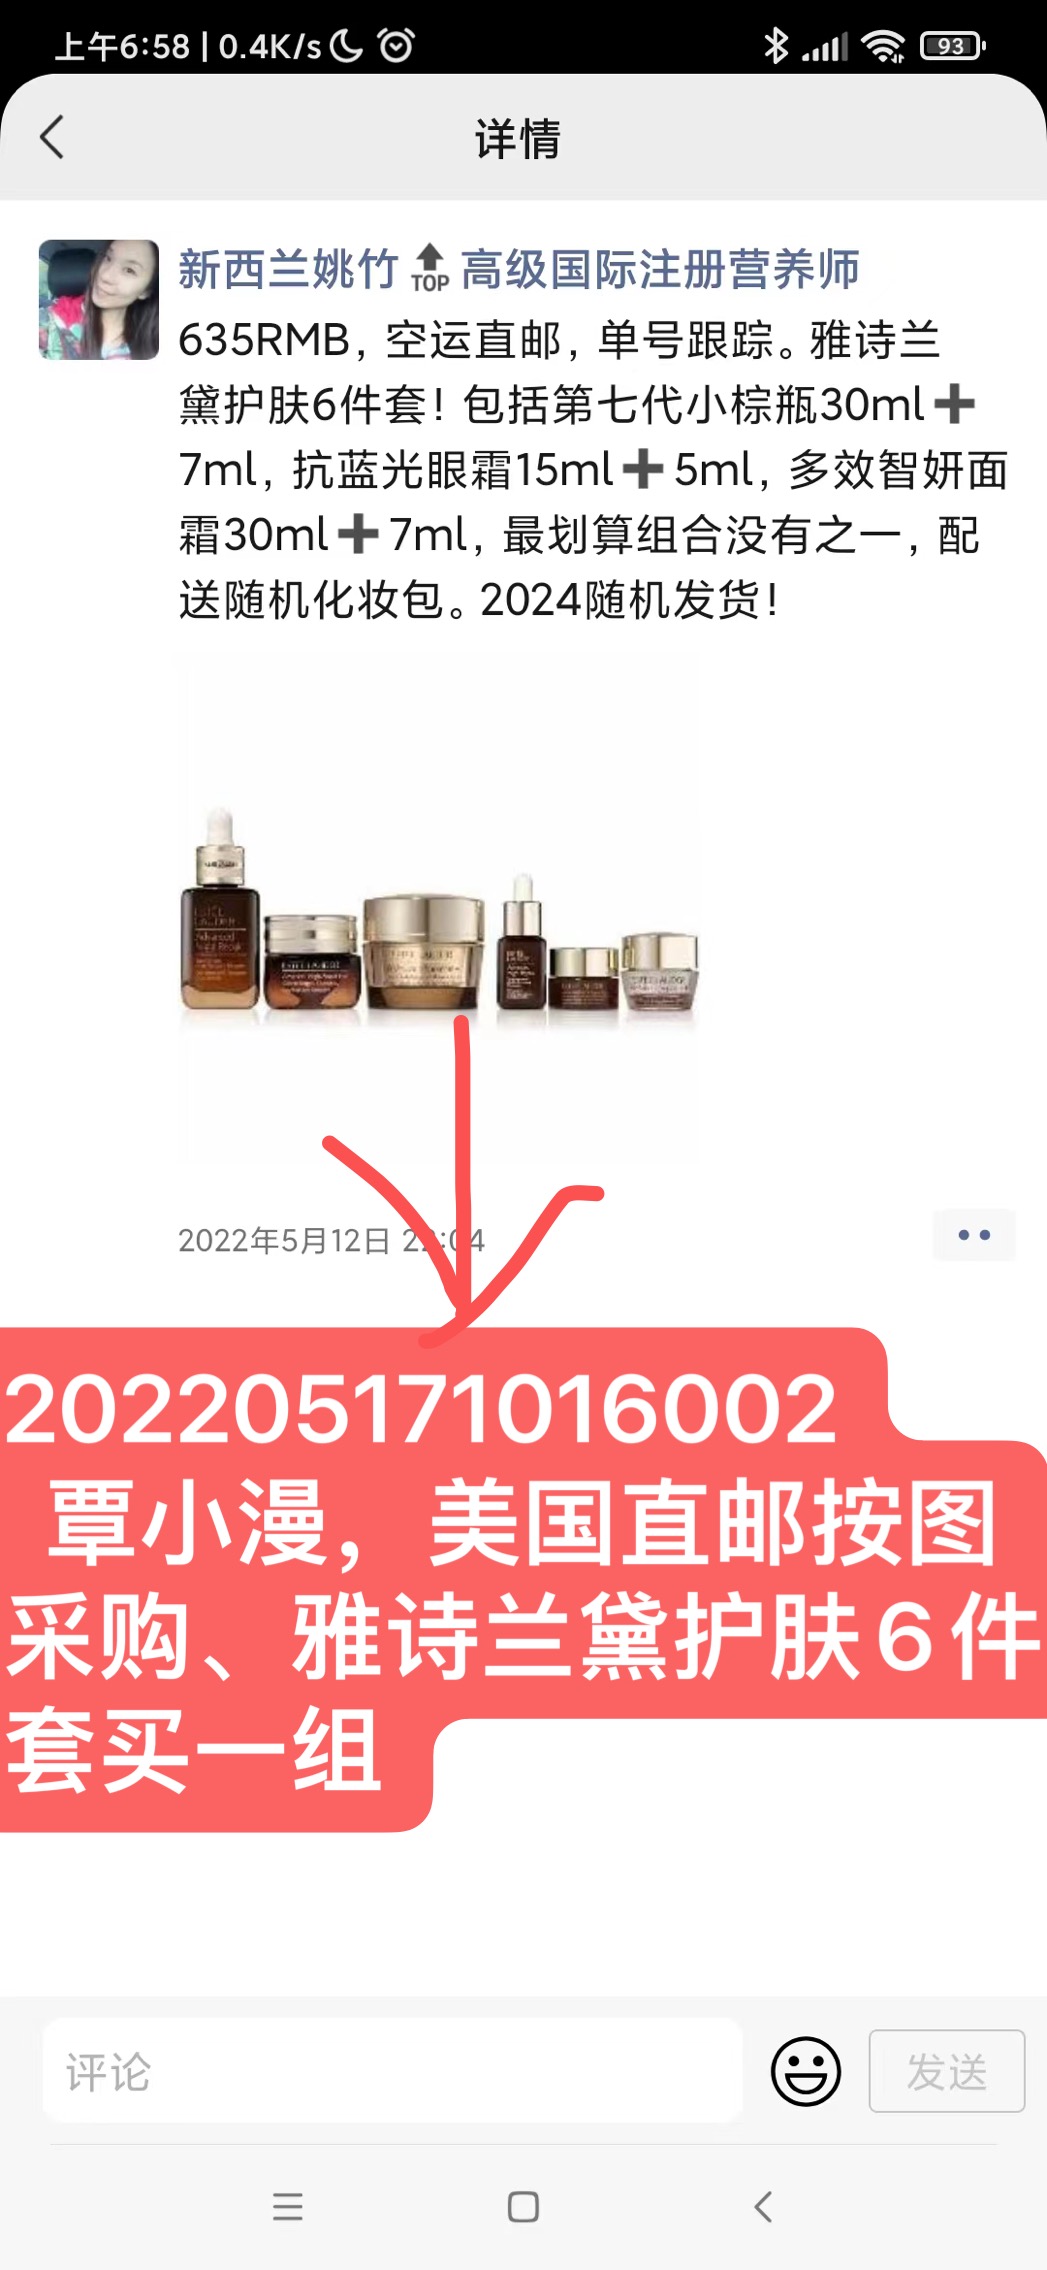 上午6:58 | 0.4K/s
93
详情
新西兰姚竹 TOP 高级国际注册营养师
635RMB，空运直邮，单号跟踪。雅诗兰
黛护肤6件套！包括第七代小棕瓶30ml➕
7ml，抗蓝光眼霜15ml➕5ml，多效智妍面
霜30ml➕7ml，最划算组合没有之一，配
送随机化妆包。2024随机发货！
2022年5月12日 22:04
202205171016002
覃小漫，美国直邮按图
采购、雅诗兰黛护肤6件
套买一组
评论
发送